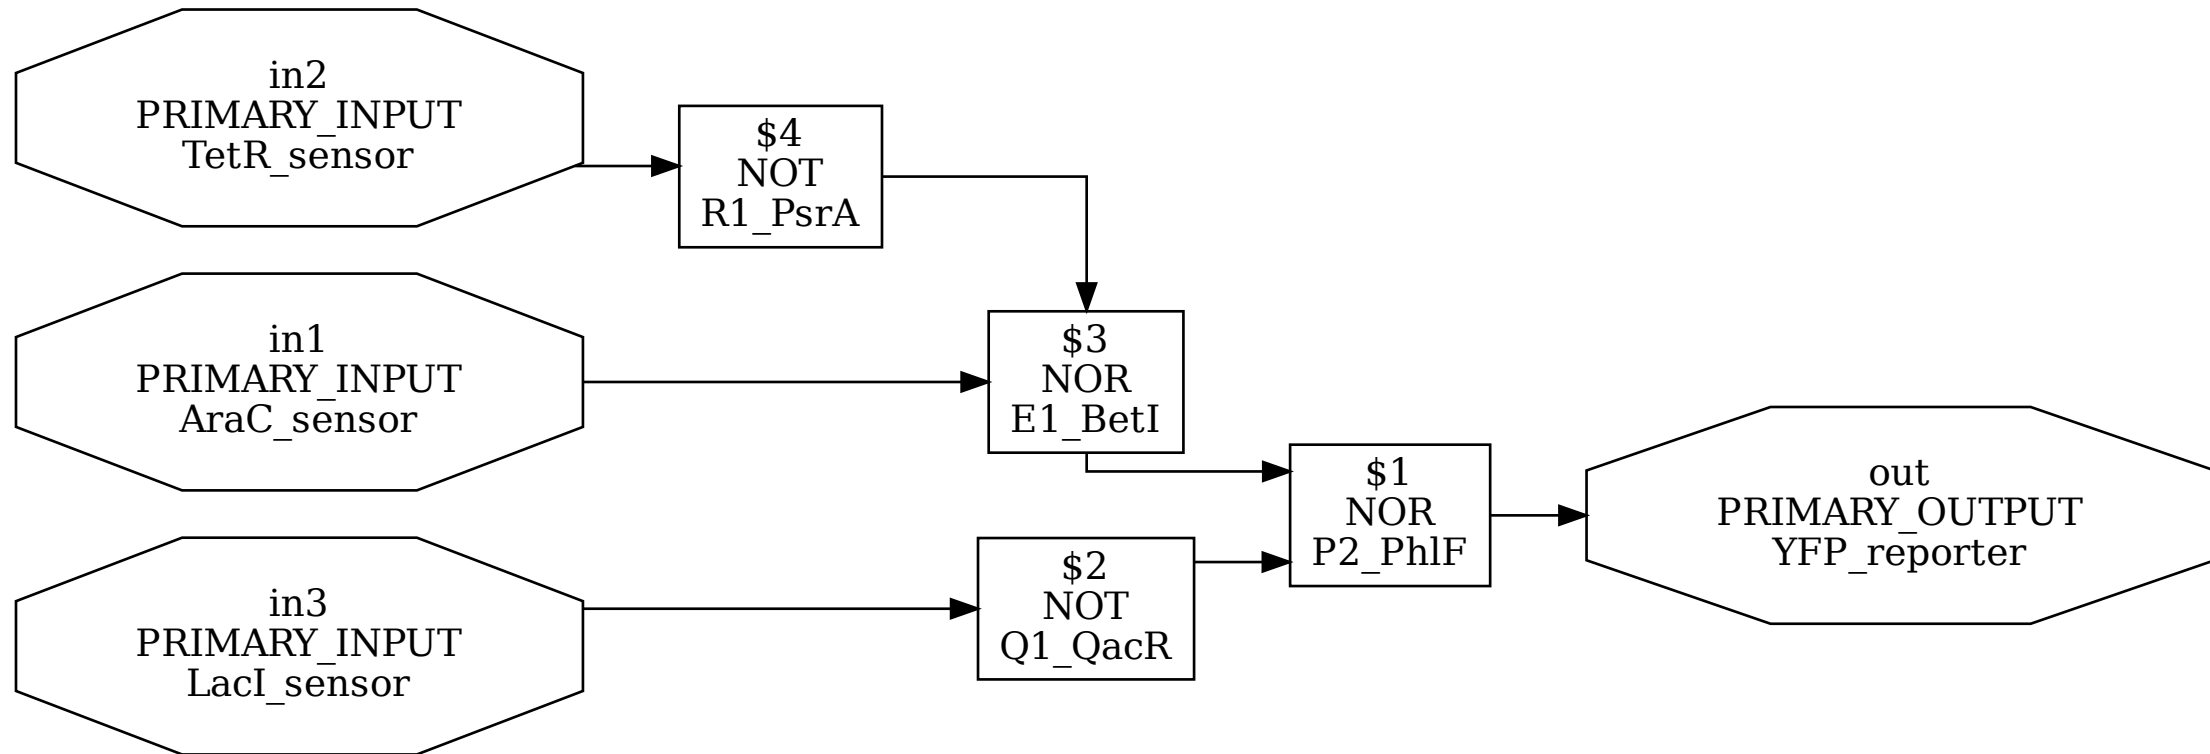 in2
PRIMARY_INPUT
TetR_sensor
$4
NOT
R1_PsrA
in1
PRIMARY_INPUT
AraC_sensor
$3
NOR
E1_BetI
in3
PRIMARY_INPUT
LacI_sensor
$2
NOT
Q1_QacR
$1
NOR
P2_PhlF
out
PRIMARY_OUTPUT
YFP_reporter